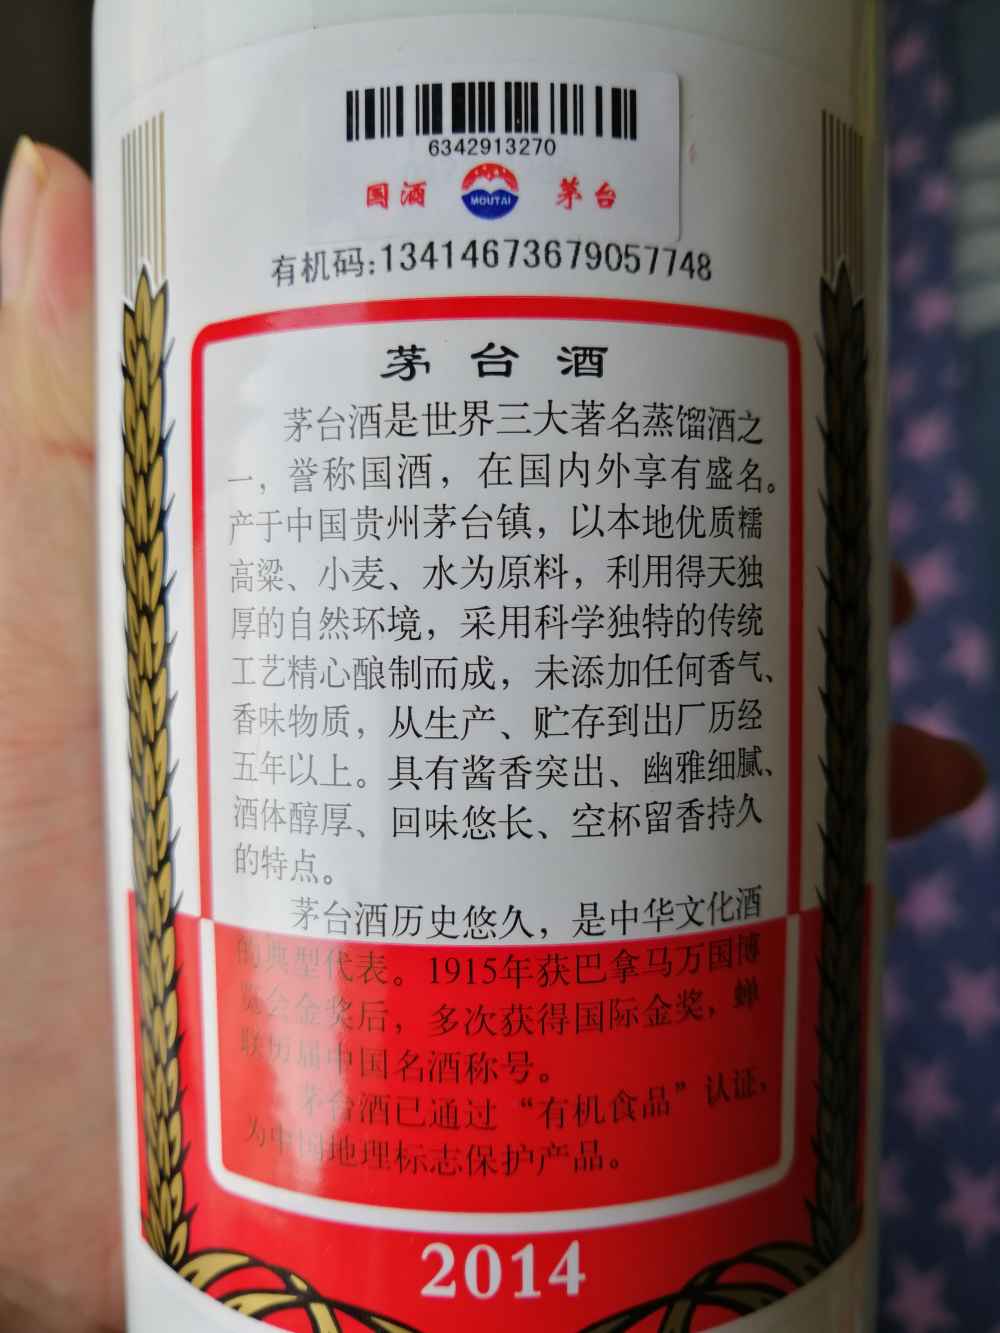 6342913270
国酒 MOUTAI 茅台
有机码:13414673679057748
茅台酒
茅台酒是世界三大著名蒸馏酒之
一，誉称国酒，在国内外享有盛名。
产于中国贵州茅台镇，以本地优质糯
高粱、小麦、水为原料，利用得天独
厚的自然环境，采用科学独特的传统
工艺精心酿制而成，未添加任何香气、
香味物质，从生产、贮存到出厂历经
五年以上。具有酱香突出、幽雅细腻、
酒体醇厚、回味悠长、空杯留香持久
的特点。
茅台酒历史悠久，是中华文化酒
的典型代表。1915年获巴拿马万国博
览会金奖后，多次获得国际金奖，蝉
联历届中国名酒称号。
茅台酒已通过“有机食品”认证，
为中国地理标志保护产品。
2014